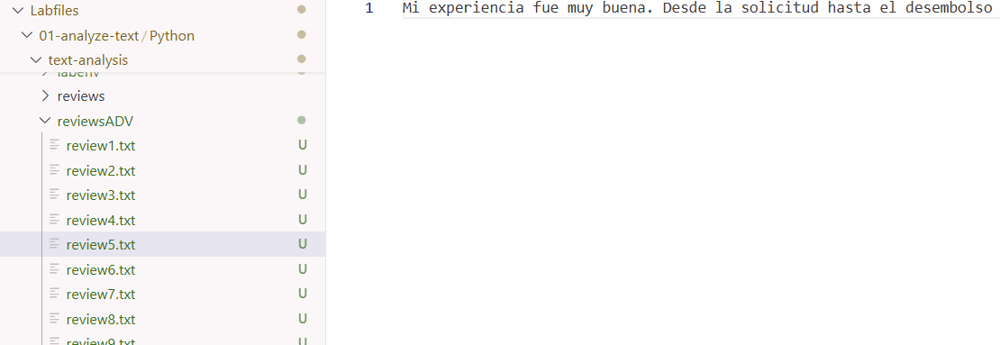 Labfiles
01-analyze-text / Python
text-analysis
labenv
reviews
reviewsADV
review1.txt U
review2.txt U
review3.txt U
review4.txt U
review5.txt U
review6.txt U
review7.txt U
review8.txt U
review9.txt U
1 Mi experiencia fue muy buena. Desde la solicitud hasta el desembolso